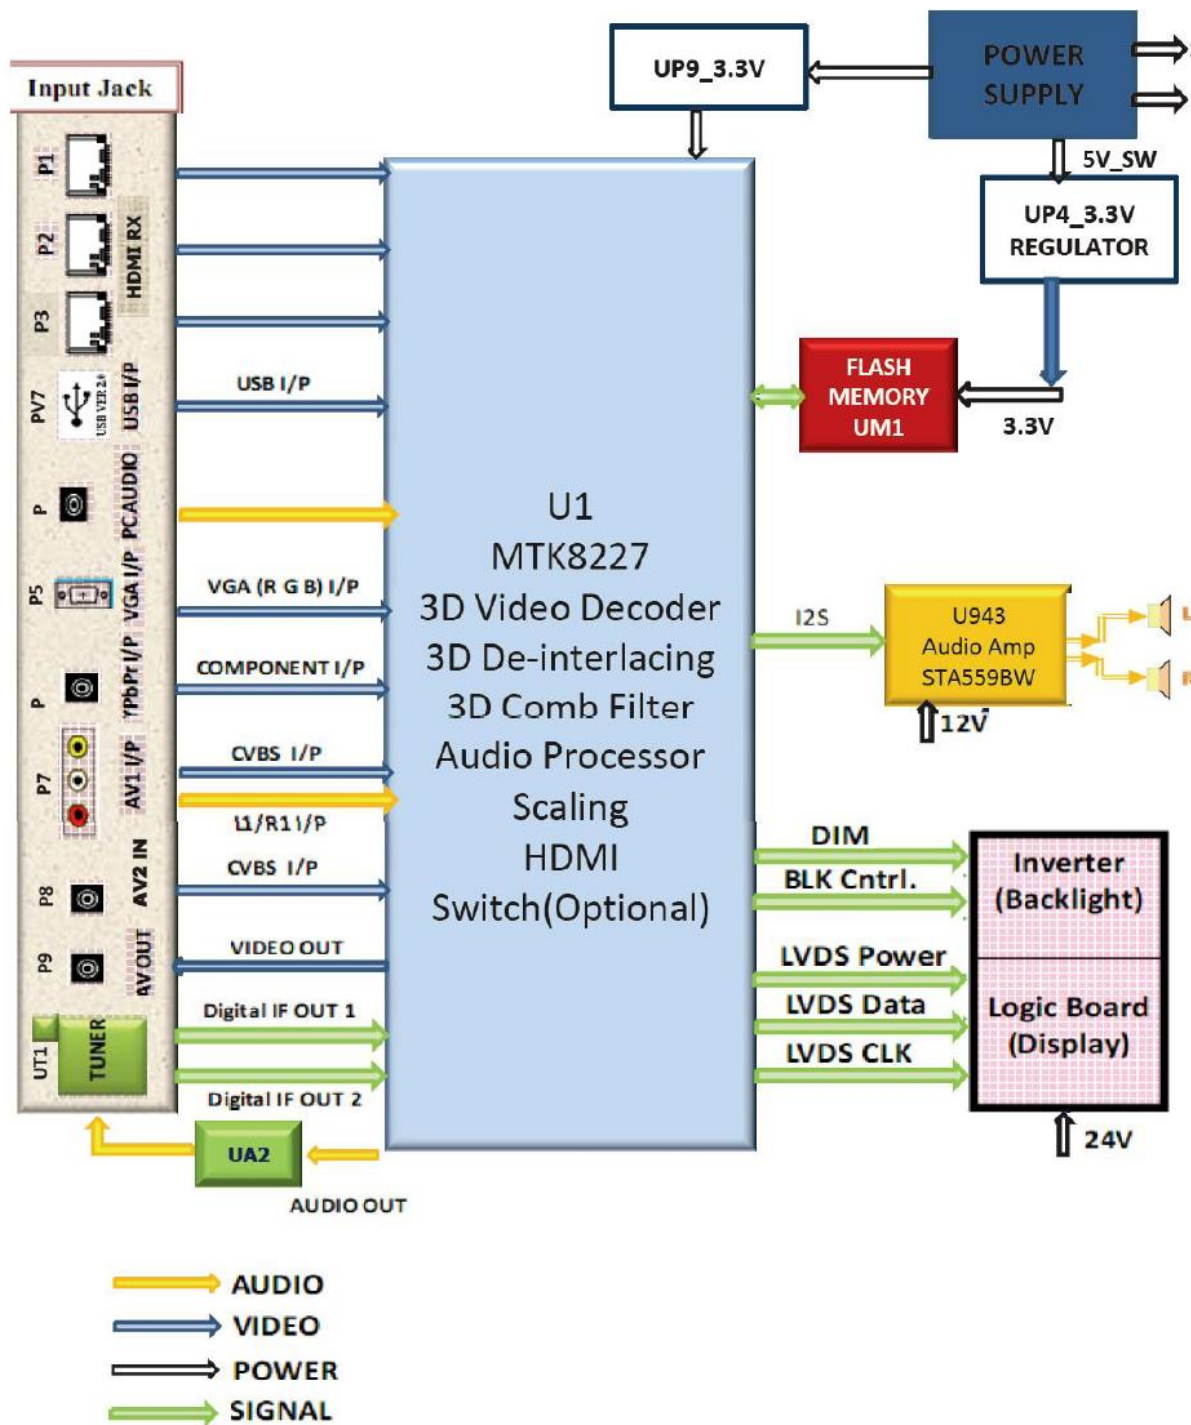 Input Jack
UP9_3.3V
POWER
SUPPLY
5V_SW
UP4_3.3V
REGULATOR
FLASH
MEMORY
UM1
3.3V
P1
P2
P3
HDMI RX
PV7
USB VER 2.0
USB I/P
P
PCAUDIO
P5
VGA I/P
P
YPbPr I/P
P7
AV1 I/P
P8
AV2 IN
P9
AV OUT
UT1
TUNER
USB I/P
VGA (R G B) I/P
COMPONENT I/P
CVBS I/P
L1/R1 I/P
CVBS I/P
VIDEO OUT
Digital IF OUT 1
Digital IF OUT 2
UA2
AUDIO OUT
U1
MTK8227
3D Video Decoder
3D De-interlacing
3D Comb Filter
Audio Processor
Scaling
HDMI
Switch(Optional)
I2S
U943
Audio Amp
STA559BW
12V
DIM
BLK Cntrl.
LVDS Power
LVDS Data
LVDS CLK
Inverter
(Backlight)
Logic Board
(Display)
24V
AUDIO
VIDEO
POWER
SIGNAL